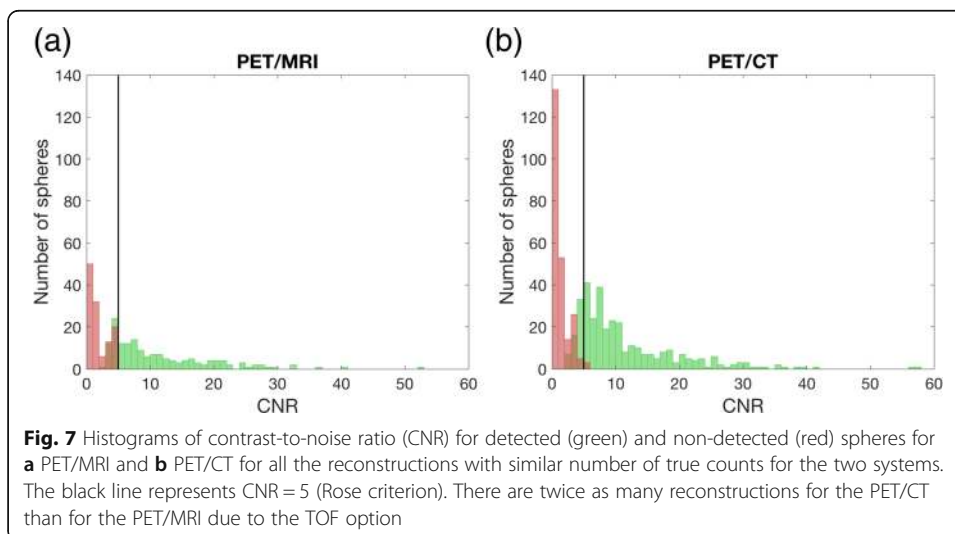 (a)
PET/MRI
140
120
100
80
60
40
20
0
Number of spheres
0 10 20 30 40 50 60
CNR
(b)
PET/CT
140
120
100
80
60
40
20
0
Number of spheres
0 10 20 30 40 50 60
CNR
Fig. 7 Histograms of contrast-to-noise ratio (CNR) for detected (green) and non-detected (red) spheres for
a PET/MRI and b PET/CT for all the reconstructions with similar number of true counts for the two systems.
The black line represents CNR = 5 (Rose criterion). There are twice as many reconstructions for the PET/CT
than for the PET/MRI due to the TOF option